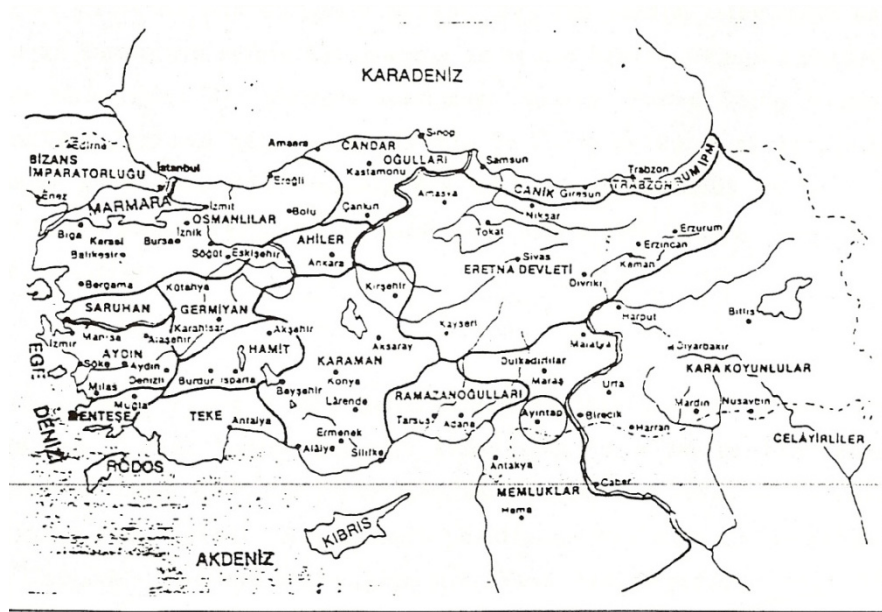 KARADENİZ
Edirne
BİZANS
İMPARATORLUĞU
İstanbul
Enez
MARMARA
İzmit
OSMANLILAR
Biga
Karasi
Balıkesir
Bursa
İznik
Söğüt
Eskişehir
Bolu
Ereğli
Amasra
CANDAR
OĞULLARI
Kastamonu
Sinop
Çankırı
AHİLER
Ankara
Samsun
CANİK
Giresun
Trabzon
TRABZON RUM İPM
Amasya
Niksar
Tokat
Sivas
ERETNA DEVLETİ
Erzurum
Erzincan
Kaman
Divriki
Kırşehir
Kayseri
Bergama
Kütahya
SARUHAN
GERMİYAN
Karahisar
Akşehir
İzmir
Manisa
Alaşehir
AYDIN
HAMİT
EGE DENİZİ
Söke
Aydın
Denizli
Burdur
Isparta
Milas
Muğla
MENTEŞE
TEKE
Antalya
RODOS
KARAMAN
Aksaray
Konya
Beyşehir
Lârende
Ermenek
Alâiye
Silifke
RAMAZANOĞULLARI
Tarsus
Adana
Dulkadirliler
Maraş
Malatya
Harput
Bitlis
Diyarbakır
KARA KOYUNLULAR
Urfa
Mardin
Nusaybin
Ayıntap
Birecik
Harran
CELÂYİRLİLER
Antakya
Caber
MEMLUKLAR
Hama
KIBRIS
AKDENİZ